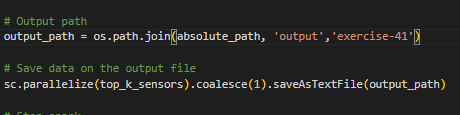 # Output path
output_path = os.path.join(absolute_path, 'output','exercise-41')
# Save data on the output file
sc.parallelize(top_k_sensors).coalesce(1).saveAsTextFile(output_path)